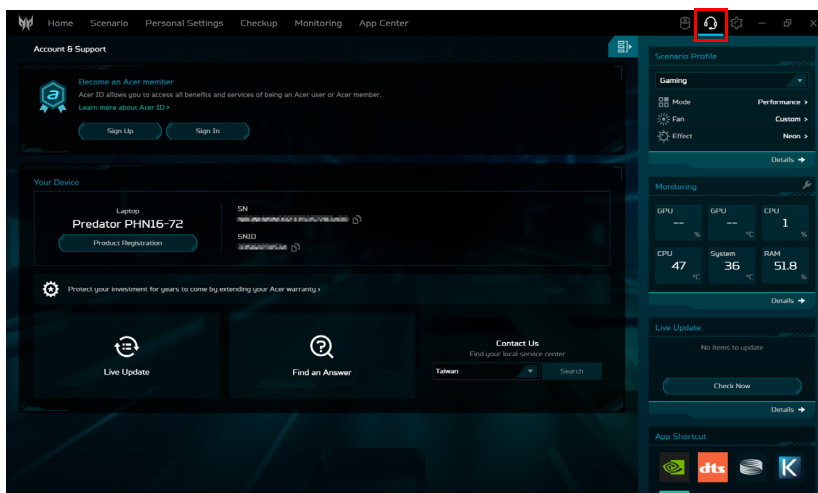 Home Scenario Personal Settings Checkup Monitoring App Center
Account & Support
Become an Acer member
Acer ID allows you to access all benefits and services of being an Acer user or Acer member.
Learn more about Acer ID >
Sign Up Sign In
Your Device
Laptop
Predator PHN16-72
Product Registration
SN
SNID
Protect your investment for years to come by extending your Acer warranty >
Live Update
Find an Answer
Contact Us
Find your local service center
Taiwan Search
Scenario Profile
Gaming
Mode Performance >
Fan Custom >
Effect Neon >
Details →
Monitoring
GPU GPU CPU
-- -- 1
% °C %
CPU System RAM
47 36 51.8
°C °C %
Details →
Live Update
No items to update
Check Now
Details →
App Shortcut
dts K